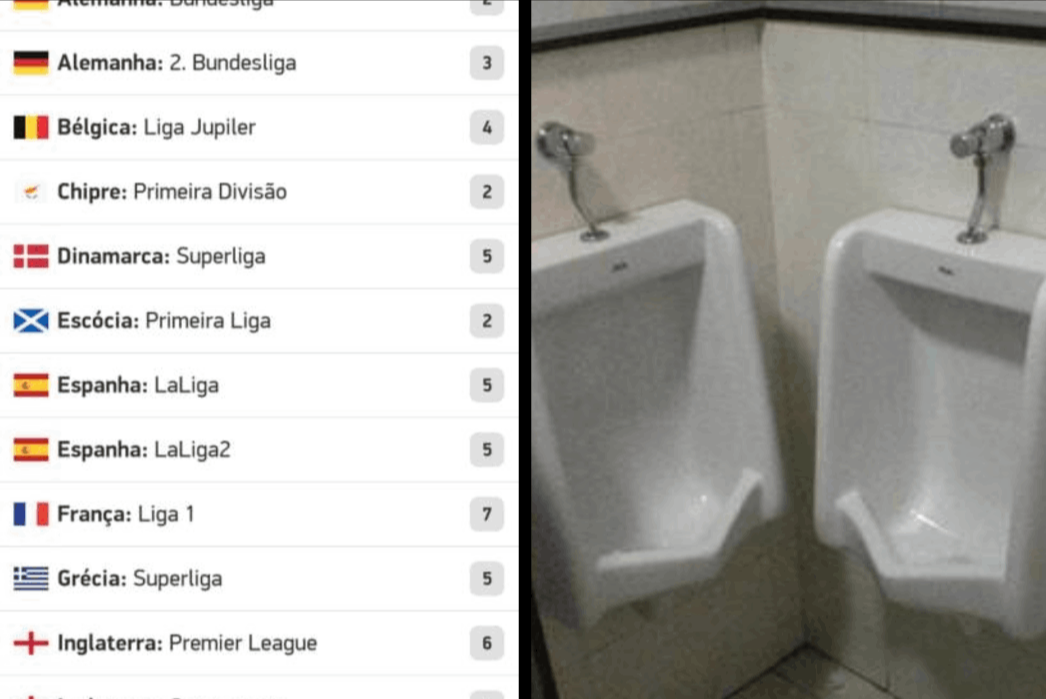 Alemanha: Bundesliga 2
Alemanha: 2. Bundesliga 3
Bélgica: Liga Jupiler 4
Chipre: Primeira Divisão 2
Dinamarca: Superliga 5
Escócia: Primeira Liga 2
Espanha: LaLiga 5
Espanha: LaLiga2 5
França: Liga 1 7
Grécia: Superliga 5
Inglaterra: Premier League 6